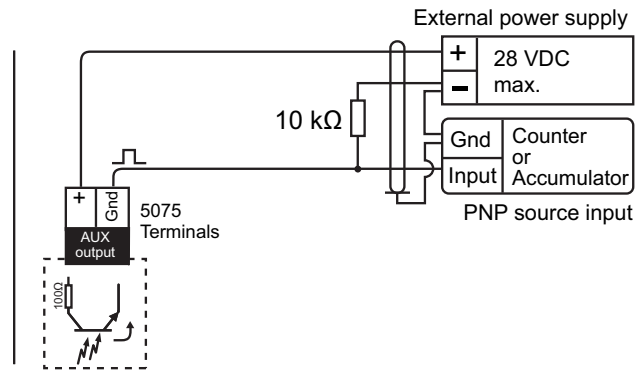 External power supply
+
28 VDC
–
max.
10 kΩ
Gnd
Counter
or
Input
Accumulator
PNP source input
+
Gnd
5075
Terminals
AUX
output
100Ω